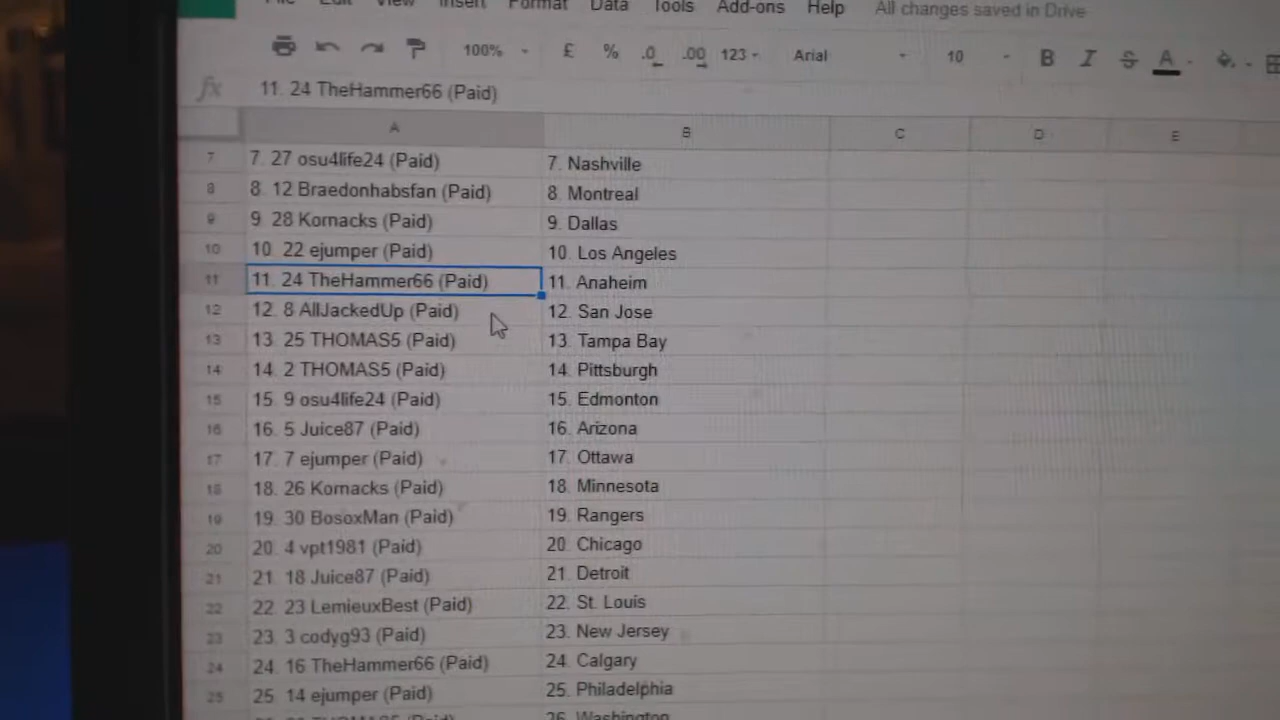 File Edit View Insert Format Data Tools Add-ons Help All changes saved in Drive
100% £ % .0 .00 123 Arial 10 B I S A
fx 11. 24 TheHammer66 (Paid)
A B C D E
7 7. 27 osu4life24 (Paid) 7. Nashville
8 8. 12 Braedonhabsfan (Paid) 8. Montreal
9 9. 28 Kornacks (Paid) 9. Dallas
10 10. 22 ejumper (Paid) 10. Los Angeles
11 11. 24 TheHammer66 (Paid) 11. Anaheim
12 12. 8 AllJackedUp (Paid) 12. San Jose
13 13. 25 THOMAS5 (Paid) 13. Tampa Bay
14 14. 2 THOMAS5 (Paid) 14. Pittsburgh
15 15. 9 osu4life24 (Paid) 15. Edmonton
16 16. 5 Juice87 (Paid) 16. Arizona
17 17. 7 ejumper (Paid) 17. Ottawa
18 18. 26 Kornacks (Paid) 18. Minnesota
19 19. 30 BosoxMan (Paid) 19. Rangers
20 20. 4 vpt1981 (Paid) 20. Chicago
21 21. 18 Juice87 (Paid) 21. Detroit
22 22. 23 LemieuxBest (Paid) 22. St. Louis
23 23. 3 codyg93 (Paid) 23. New Jersey
24 24. 16 TheHammer66 (Paid) 24. Calgary
25 25. 14 ejumper (Paid) 25. Philadelphia
26. Washington